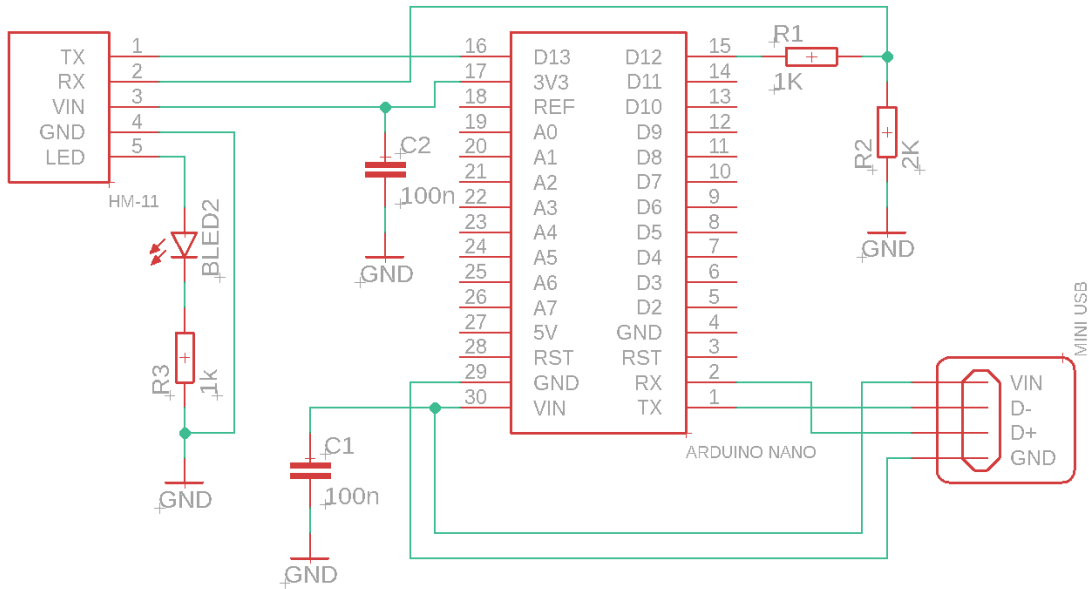 TX 1
RX 2
VIN 3
GND 4
LED 5
HM-11
BLED2
R3
1k
GND
C2
100n
GND
C1
100n
GND
16 D13
17 3V3
18 REF
19 A0
20 A1
21 A2
22 A3
23 A4
24 A5
25 A6
26 A7
27 5V
28 RST
29 GND
30 VIN
D12 15
D11 14
D10 13
D9 12
D8 11
D7 10
D6 9
D5 8
D4 7
D3 6
D2 5
GND 4
RST 3
RX 2
TX 1
ARDUINO NANO
R1
1K
R2
2K
GND
MINI USB
VIN
D-
D+
GND